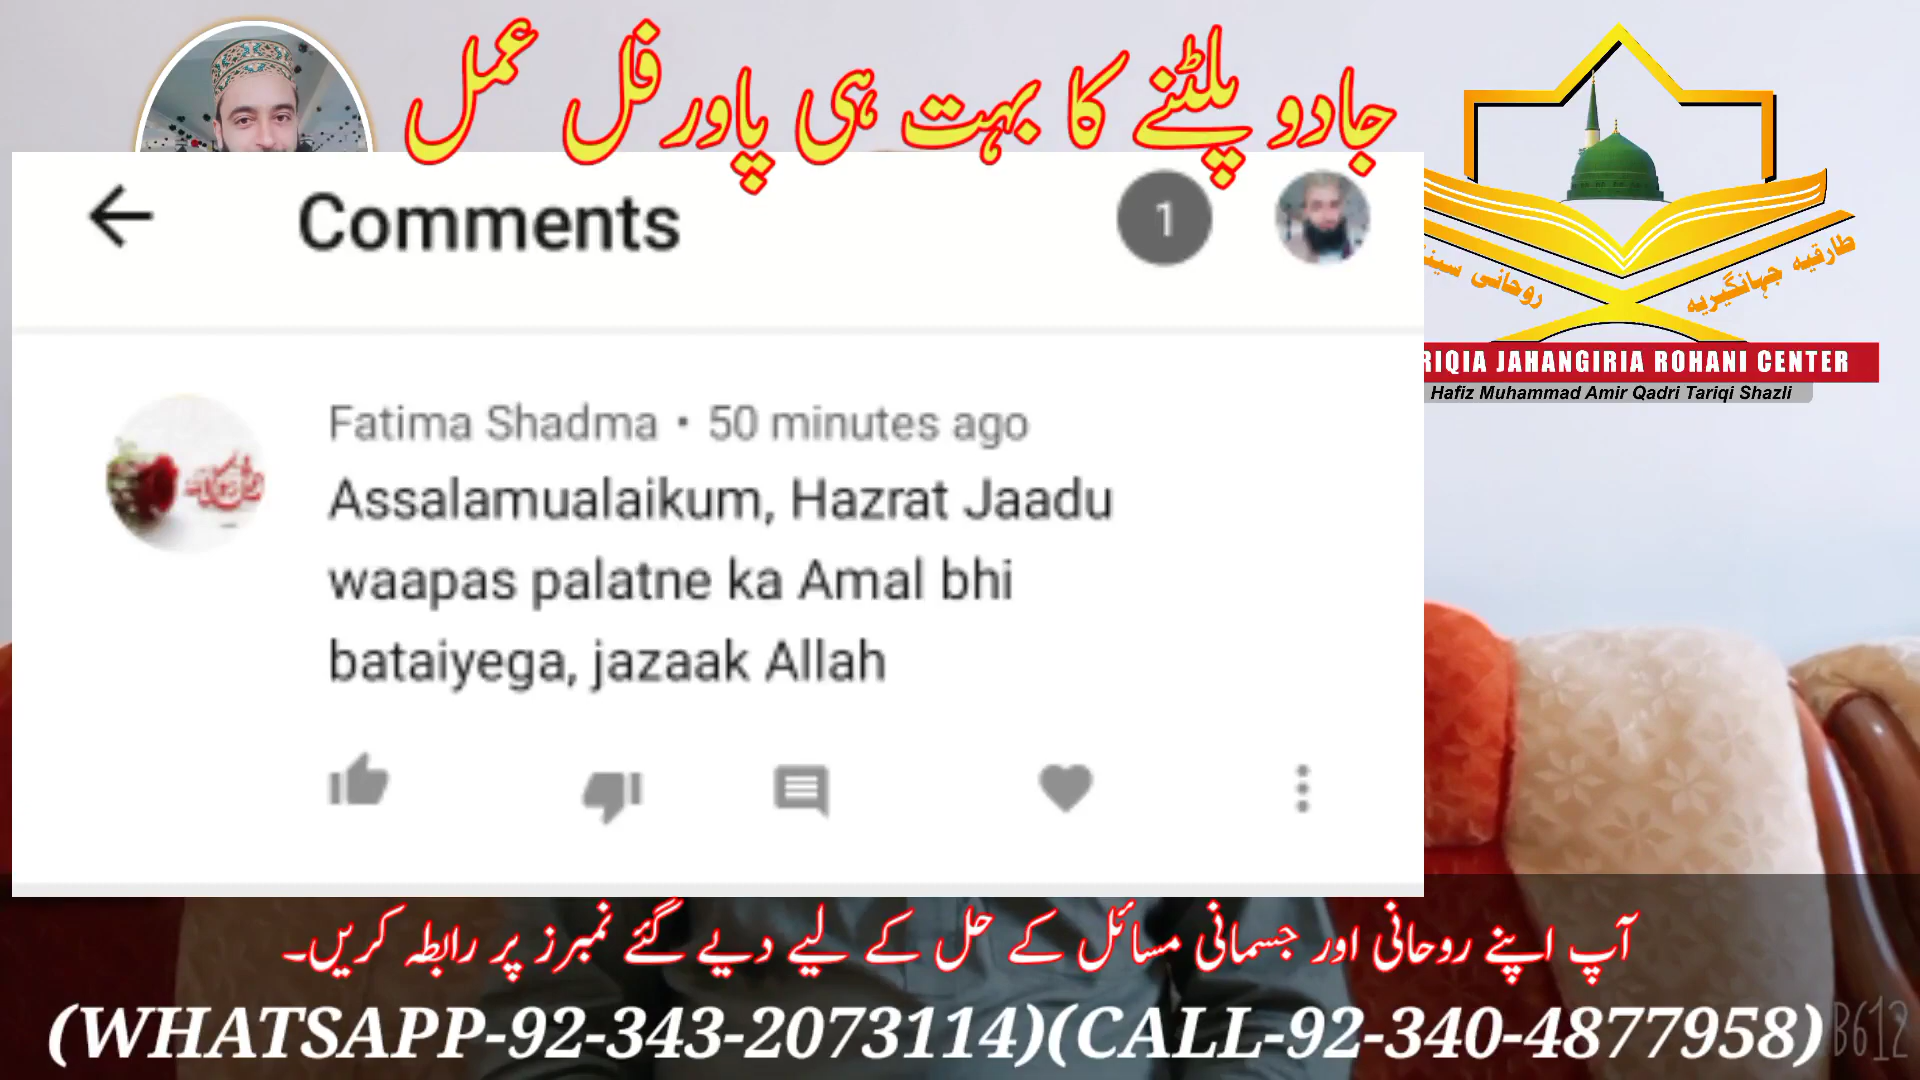 جادو پلٹنے کا بہت ہی پاور فل عمل
Comments
1
Fatima Shadma • 50 minutes ago
Assalamualaikum, Hazrat Jaadu
waapas palatne ka Amal bhi
bataiyega, jazaak Allah
طارقیہ جہانگیریہ
روحانی
RIQIA JAHANGIRIA ROHANI CENTER
Hafiz Muhammad Amir Qadri Tariqi Shazli
آپ اپنے روحانی اور جسمانی مسائل کے حل کے لیے دیے گئے نمبرز پر رابطہ کریں۔
(WHATSAPP-92-343-2073114)(CALL-92-340-4877958)
B612